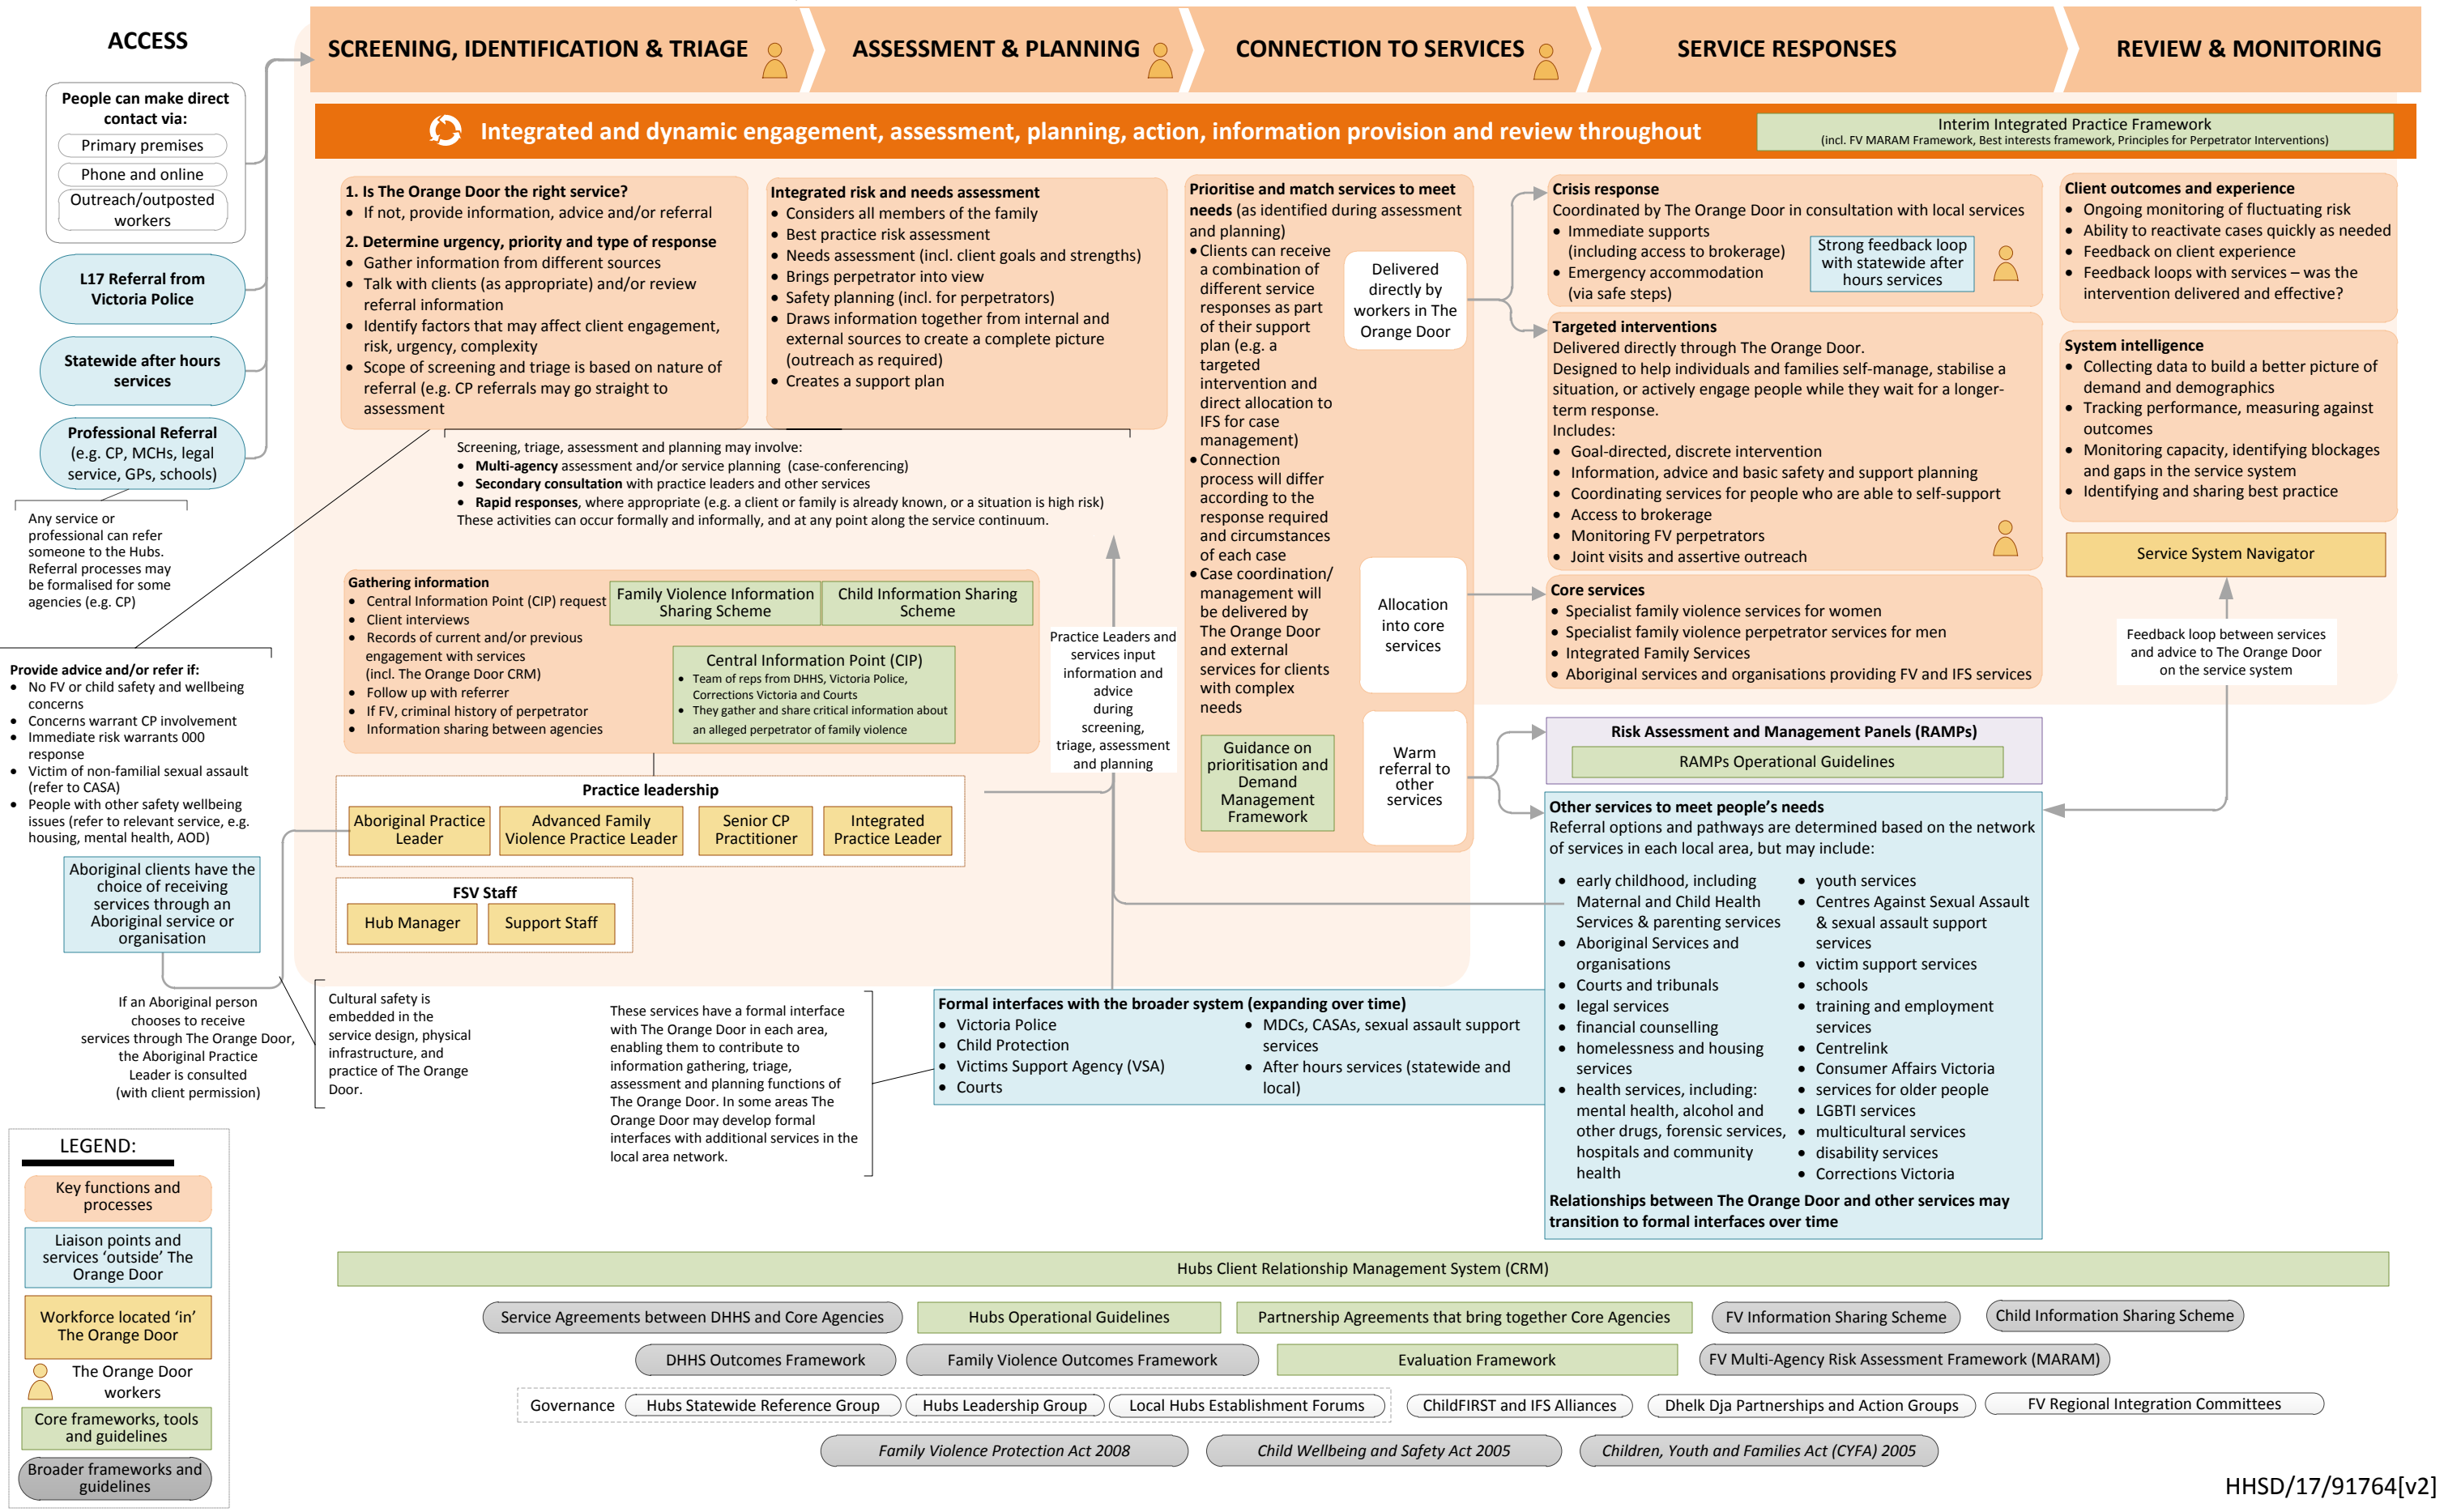 ACCESS
SCREENING, IDENTIFICATION & TRIAGE
ASSESSMENT & PLANNING
CONNECTION TO SERVICES
SERVICE RESPONSES
REVIEW & MONITORING
Integrated and dynamic engagement, assessment, planning, action, information provision and review throughout
Interim Integrated Practice Framework
(incl. FV MARAM Framework, Best interests framework, Principles for Perpetrator Interventions)
People can make direct
contact via:
Primary premises
Phone and online
Outreach/outposted
workers
L17 Referral from
Victoria Police
Statewide after hours
services
Professional Referral
(e.g. CP, MCHs, legal
service, GPs, schools)
Any service or
professional can refer
someone to the Hubs.
Referral processes may
be formalised for some
agencies (e.g. CP)
Provide advice and/or refer if:
• No FV or child safety and wellbeing
concerns
• Concerns warrant CP involvement
• Immediate risk warrants 000
response
• Victim of non-familial sexual assault
(refer to CASA)
• People with other safety wellbeing
issues (refer to relevant service, e.g.
housing, mental health, AOD)
Aboriginal clients have the
choice of receiving
services through an
Aboriginal service or
organisation
If an Aboriginal person
chooses to receive
services through The Orange Door,
the Aboriginal Practice
Leader is consulted
(with client permission)
1. Is The Orange Door the right service?
• If not, provide information, advice and/or referral
2. Determine urgency, priority and type of response
• Gather information from different sources
• Talk with clients (as appropriate) and/or review
referral information
• Identify factors that may affect client engagement,
risk, urgency, complexity
• Scope of screening and triage is based on nature of
referral (e.g. CP referrals may go straight to
assessment
Integrated risk and needs assessment
• Considers all members of the family
• Best practice risk assessment
• Needs assessment (incl. client goals and strengths)
• Brings perpetrator into view
• Safety planning (incl. for perpetrators)
• Draws information together from internal and
external sources to create a complete picture
(outreach as required)
• Creates a support plan
Screening, triage, assessment and planning may involve:
• Multi-agency assessment and/or service planning (case-conferencing)
• Secondary consultation with practice leaders and other services
• Rapid responses, where appropriate (e.g. a client or family is already known, or a situation is high risk)
These activities can occur formally and informally, and at any point along the service continuum.
Gathering information
• Central Information Point (CIP) request
• Client interviews
• Records of current and/or previous
engagement with services
(incl. The Orange Door CRM)
• Follow up with referrer
• If FV, criminal history of perpetrator
• Information sharing between agencies
Family Violence Information
Sharing Scheme
Child Information Sharing
Scheme
Central Information Point (CIP)
• Team of reps from DHHS, Victoria Police,
Corrections Victoria and Courts
• They gather and share critical information about
an alleged perpetrator of family violence
Practice Leaders and
services input
information and
advice
during
screening,
triage, assessment
and planning
Practice leadership
Aboriginal Practice
Leader
Advanced Family
Violence Practice Leader
Senior CP
Practitioner
Integrated
Practice Leader
FSV Staff
Hub Manager
Support Staff
Cultural safety is
embedded in the
service design, physical
infrastructure, and
practice of The Orange
Door.
These services have a formal interface
with The Orange Door in each area,
enabling them to contribute to
information gathering, triage,
assessment and planning functions of
The Orange Door. In some areas The
Orange Door may develop formal
interfaces with additional services in the
local area network.
Formal interfaces with the broader system (expanding over time)
• Victoria Police
• Child Protection
• Victims Support Agency (VSA)
• Courts
• MDCs, CASAs, sexual assault support
services
• After hours services (statewide and
local)
Prioritise and match services to meet
needs (as identified during assessment
and planning)
• Clients can receive
a combination of
different service
responses as part
of their support
plan (e.g. a
targeted
intervention and
direct allocation to
IFS for case
management)
• Connection
process will differ
according to the
response required
and circumstances
of each case
• Case coordination/
management will
be delivered by
The Orange Door
and external
services for clients
with complex
needs
Guidance on
prioritisation and
Demand
Management
Framework
Delivered
directly by
workers in The
Orange Door
Allocation
into core
services
Warm
referral to
other
services
Crisis response
Coordinated by The Orange Door in consultation with local services
• Immediate supports
(including access to brokerage)
• Emergency accommodation
(via safe steps)
Strong feedback loop
with statewide after
hours services
Targeted interventions
Delivered directly through The Orange Door.
Designed to help individuals and families self-manage, stabilise a
situation, or actively engage people while they wait for a longer-
term response.
Includes:
• Goal-directed, discrete intervention
• Information, advice and basic safety and support planning
• Coordinating services for people who are able to self-support
• Access to brokerage
• Monitoring FV perpetrators
• Joint visits and assertive outreach
Core services
• Specialist family violence services for women
• Specialist family violence perpetrator services for men
• Integrated Family Services
• Aboriginal services and organisations providing FV and IFS services
Risk Assessment and Management Panels (RAMPs)
RAMPs Operational Guidelines
Other services to meet people’s needs
Referral options and pathways are determined based on the network
of services in each local area, but may include:
• early childhood, including
Maternal and Child Health
Services & parenting services
• Aboriginal Services and
organisations
• Courts and tribunals
• legal services
• financial counselling
• homelessness and housing
services
• health services, including:
mental health, alcohol and
other drugs, forensic services,
hospitals and community
health
• youth services
• Centres Against Sexual Assault
& sexual assault support
services
• victim support services
• schools
• training and employment
services
• Centrelink
• Consumer Affairs Victoria
• services for older people
• LGBTI services
• multicultural services
• disability services
• Corrections Victoria
Relationships between The Orange Door and other services may
transition to formal interfaces over time
Client outcomes and experience
• Ongoing monitoring of fluctuating risk
• Ability to reactivate cases quickly as needed
• Feedback on client experience
• Feedback loops with services – was the
intervention delivered and effective?
System intelligence
• Collecting data to build a better picture of
demand and demographics
• Tracking performance, measuring against
outcomes
• Monitoring capacity, identifying blockages
and gaps in the service system
• Identifying and sharing best practice
Service System Navigator
Feedback loop between services
and advice to The Orange Door
on the service system
LEGEND:
Key functions and
processes
Liaison points and
services ‘outside’ The
Orange Door
Workforce located ‘in’
The Orange Door
The Orange Door
workers
Core frameworks, tools
and guidelines
Broader frameworks and
guidelines
Hubs Client Relationship Management System (CRM)
Service Agreements between DHHS and Core Agencies
Hubs Operational Guidelines
Partnership Agreements that bring together Core Agencies
FV Information Sharing Scheme
Child Information Sharing Scheme
DHHS Outcomes Framework
Family Violence Outcomes Framework
Evaluation Framework
FV Multi-Agency Risk Assessment Framework (MARAM)
Governance
Hubs Statewide Reference Group
Hubs Leadership Group
Local Hubs Establishment Forums
ChildFIRST and IFS Alliances
Dhelk Dja Partnerships and Action Groups
FV Regional Integration Committees
Family Violence Protection Act 2008
Child Wellbeing and Safety Act 2005
Children, Youth and Families Act (CYFA) 2005
HHSD/17/91764[v2]